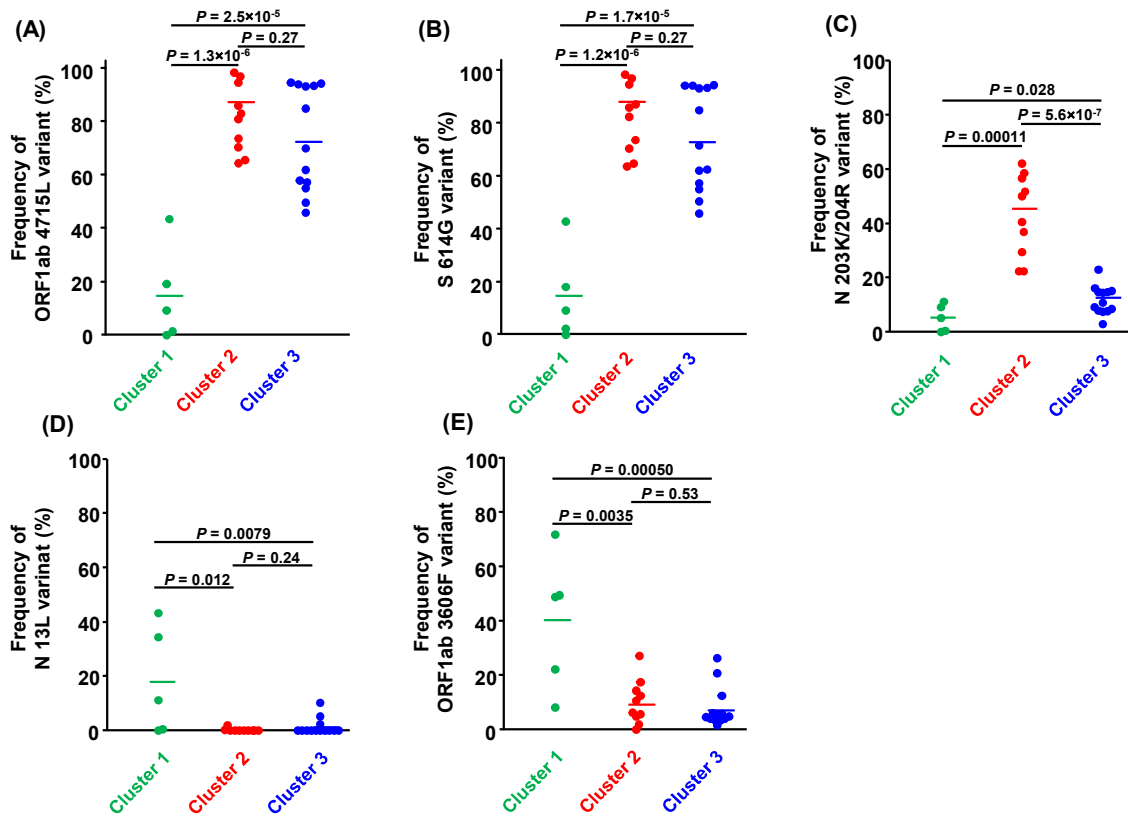 (A)
P = 2.5×10⁻⁵
P = 0.27
P = 1.3×10⁻⁶
Frequency of
ORF1ab 4715L variant (%)
100
80
60
40
20
0
Cluster 1
Cluster 2
Cluster 3
(B)
P = 1.7×10⁻⁵
P = 0.27
P = 1.2×10⁻⁶
Frequency of
S 614G variant (%)
100
80
60
40
20
0
Cluster 1
Cluster 2
Cluster 3
(C)
P = 0.028
P = 5.6×10⁻⁷
P = 0.00011
Frequency of
N 203K/204R variant (%)
100
80
60
40
20
0
Cluster 1
Cluster 2
Cluster 3
(D)
P = 0.0079
P = 0.24
P = 0.012
Frequency of
N 13L varinat (%)
100
80
60
40
20
0
Cluster 1
Cluster 2
Cluster 3
(E)
P = 0.00050
P = 0.53
P = 0.0035
Frequency of
ORF1ab 3606F variant (%)
100
80
60
40
20
0
Cluster 1
Cluster 2
Cluster 3